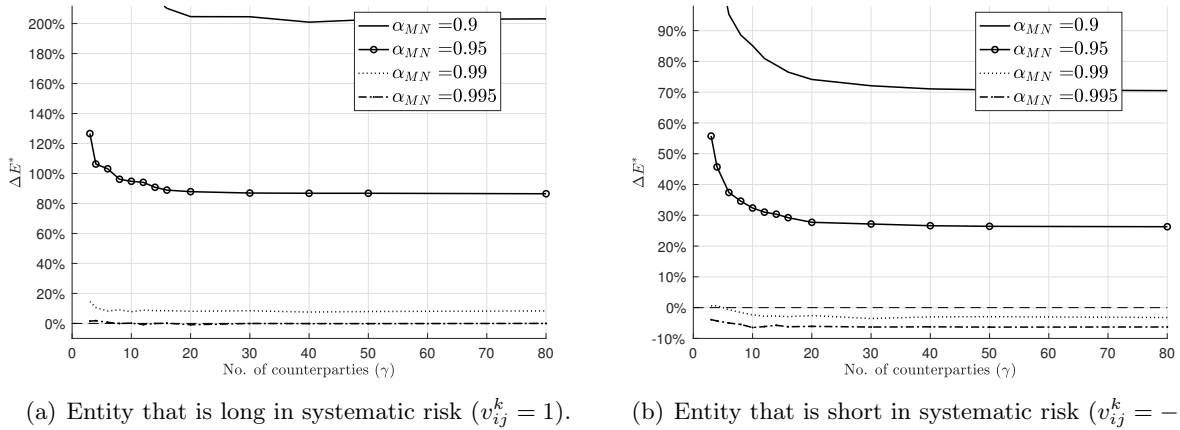 200%
180%
160%
140%
120%
100%
80%
60%
40%
20%
0%
ΔE*
0 10 20 30 40 50 60 70 80
No. of counterparties (γ)
α_MN =0.9
α_MN =0.95
α_MN =0.99
α_MN =0.995
(a) Entity that is long in systematic risk (v_ij^k = 1).
90%
80%
70%
60%
50%
40%
30%
20%
10%
0%
-10%
ΔE*
0 10 20 30 40 50 60 70 80
No. of counterparties (γ)
α_MN =0.9
α_MN =0.95
α_MN =0.99
α_MN =0.995
(b) Entity that is short in systematic risk (v_ij^k = −